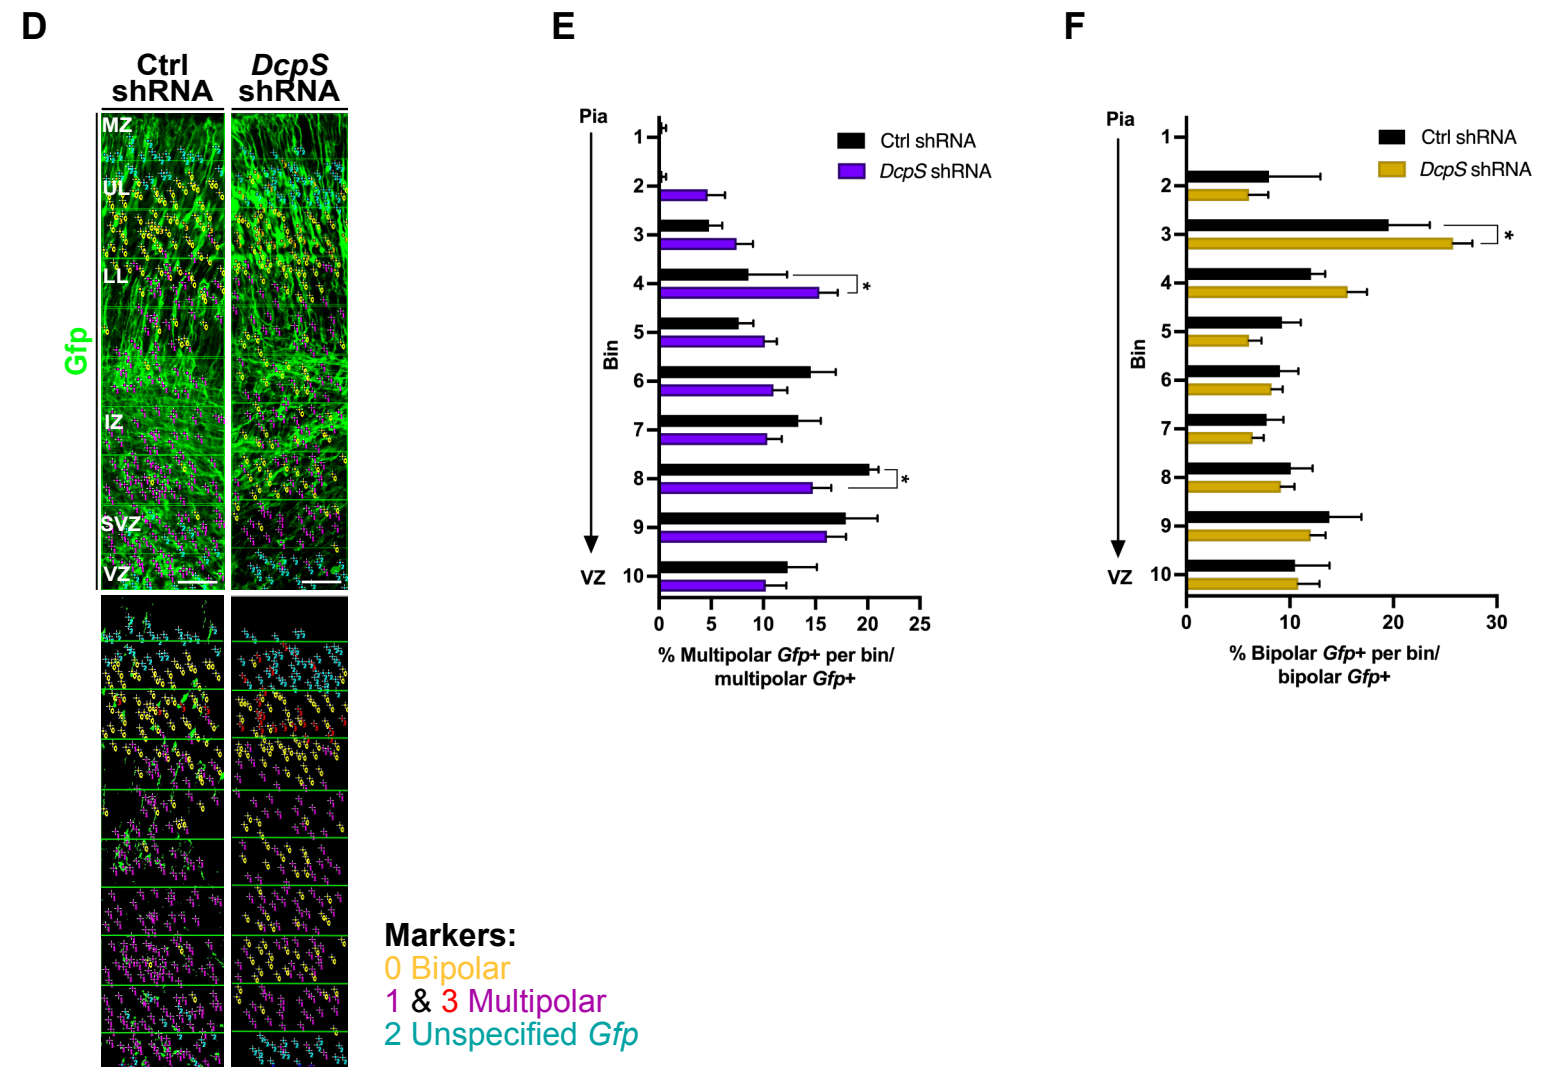 D
E
F
Ctrl
shRNA
DcpS
shRNA
MZ
UL
LL
IZ
SVZ
VZ
Gfp
Markers:
0 Bipolar
1 & 3 Multipolar
2 Unspecified Gfp
Pia
VZ
Bin
1
2
3
4
5
6
7
8
9
10
Ctrl shRNA
DcpS shRNA
*
*
0 5 10 15 20 25
% Multipolar Gfp+ per bin/
multipolar Gfp+
Pia
VZ
Bin
1
2
3
4
5
6
7
8
9
10
Ctrl shRNA
DcpS shRNA
*
0 10 20 30
% Bipolar Gfp+ per bin/
bipolar Gfp+